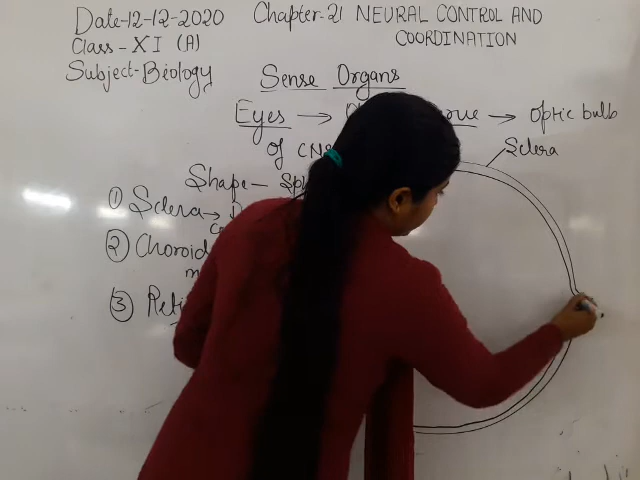 Date-12-12-2020
Chapter-21 NEURAL CONTROL AND
COORDINATION
Class-XI (A)
Subject-Biology
Sense Organs
Eyes → → Optic bulb
of CNS
Sclera
Shape-
① Sclera→
② Choroid
③